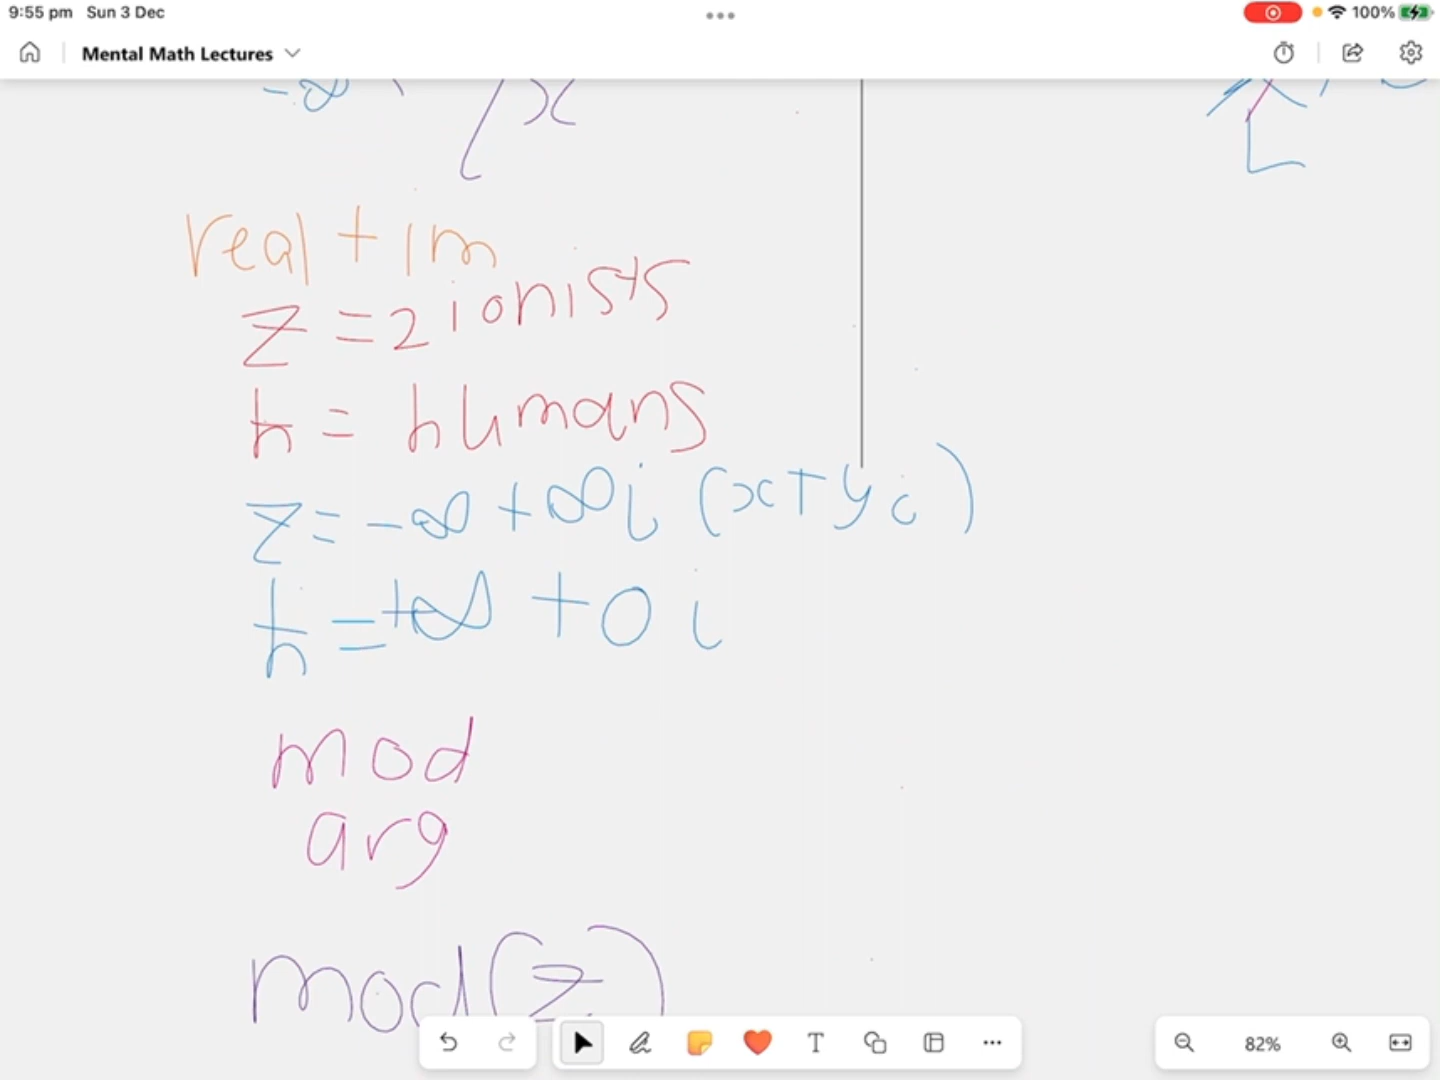 9:55 pm Sun 3 Dec
100%
Mental Math Lectures
-∞
x
real + im
z = zionists
h = humans
z = -∞ + ∞i (x+yi)
h = +∞ + 0i
mod
arg
mod(z)
T
82%